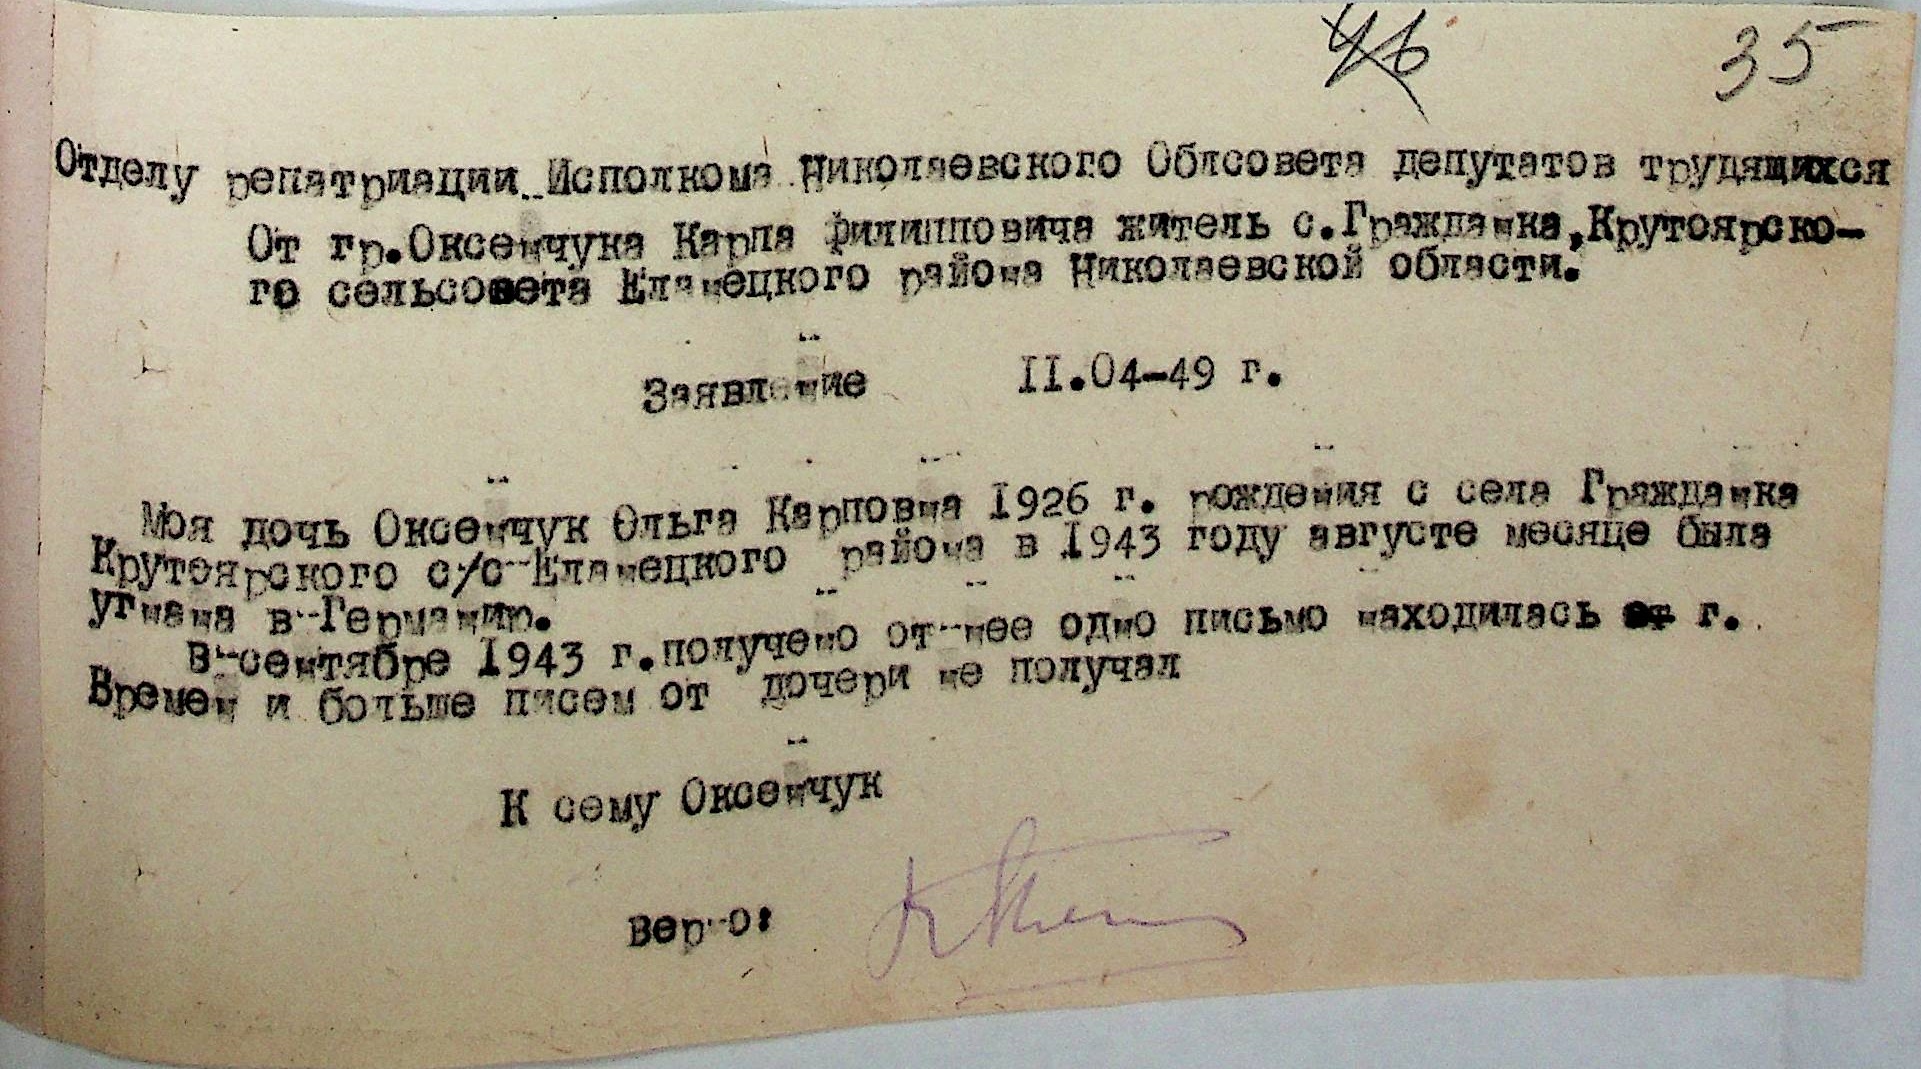 46 35
Отделу репатриации Исполкома Николаевского Облсовета депутатов трудящихся
От гр.Оксенчука Карпа Филипповича житель с.Гражданка,Крутоярско-
го сельсовета Еланецкого района Николаевской области.
Заявление II.04-49 г.
Моя дочь Оксенчук Ольга Карповна 1926 г. рождения с села Гражданка
Крутоярского с/с Еланецкого района в 1943 году августе месяце была
угнана в Германию.
В сентябре 1943 г.получено от нее одно письмо находилась от г.
Времен и больше писем от дочери не получал
К сему Оксенчук
верно: